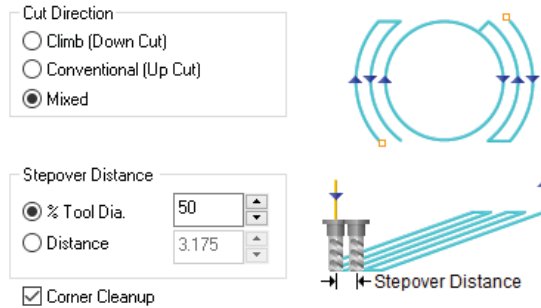 Cut Direction
Climb (Down Cut)
Conventional (Up Cut)
Mixed
Stepover Distance
% Tool Dia.
50
Distance
3.175
Stepover Distance
Corner Cleanup